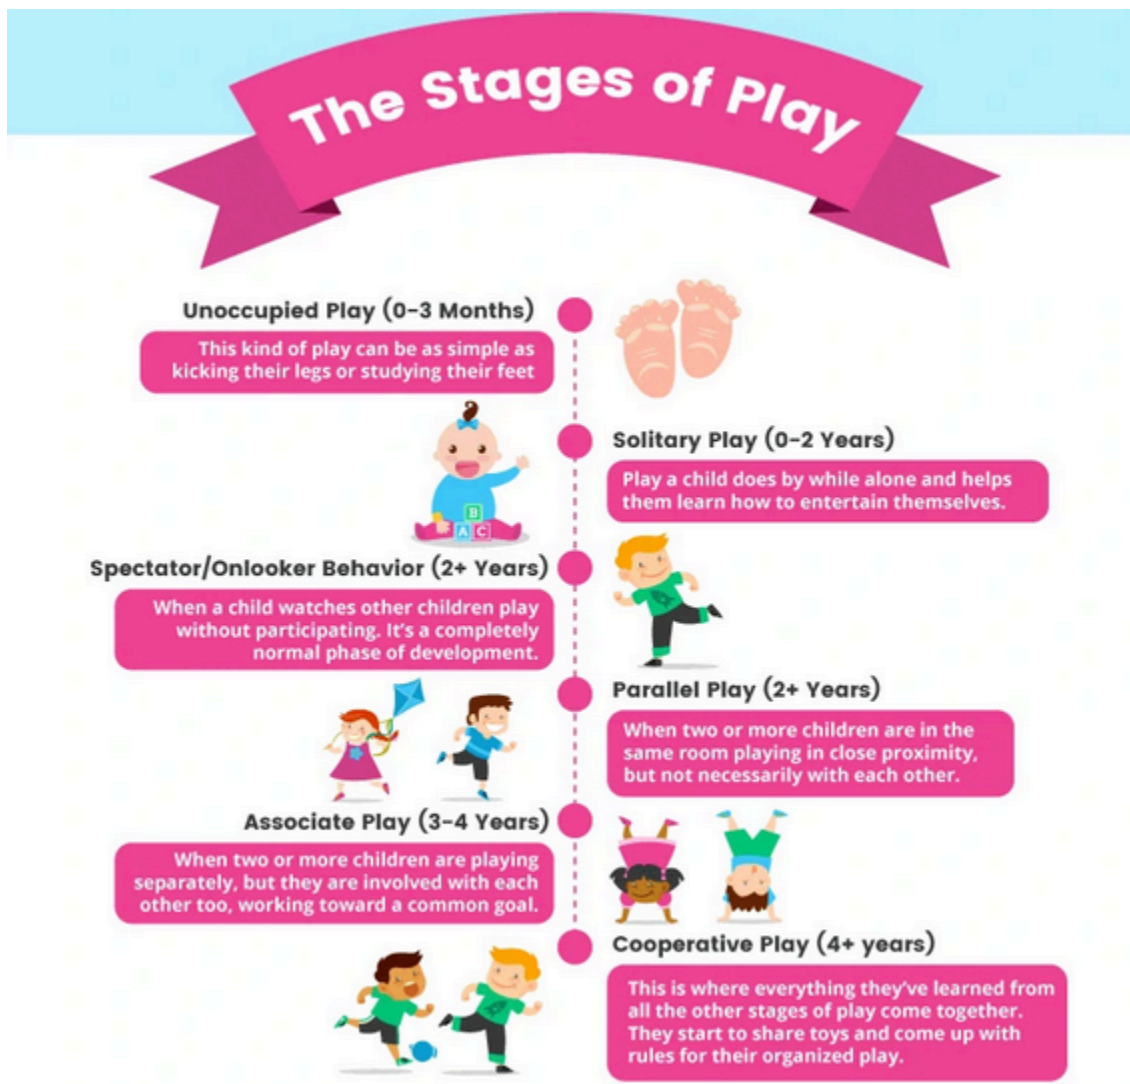 The Stages of Play
Unoccupied Play (0-3 Months)
This kind of play can be as simple as
kicking their legs or studying their feet
B
A C
Solitary Play (0-2 Years)
Play a child does by while alone and helps
them learn how to entertain themselves.
Spectator/Onlooker Behavior (2+ Years)
When a child watches other children play
without participating. It's a completely
normal phase of development.
Parallel Play (2+ Years)
When two or more children are in the
same room playing in close proximity,
but not necessarily with each other.
Associate Play (3-4 Years)
When two or more children are playing
separately, but they are involved with each
other too, working toward a common goal.
Cooperative Play (4+ years)
This is where everything they've learned from
all the other stages of play come together.
They start to share toys and come up with
rules for their organized play.